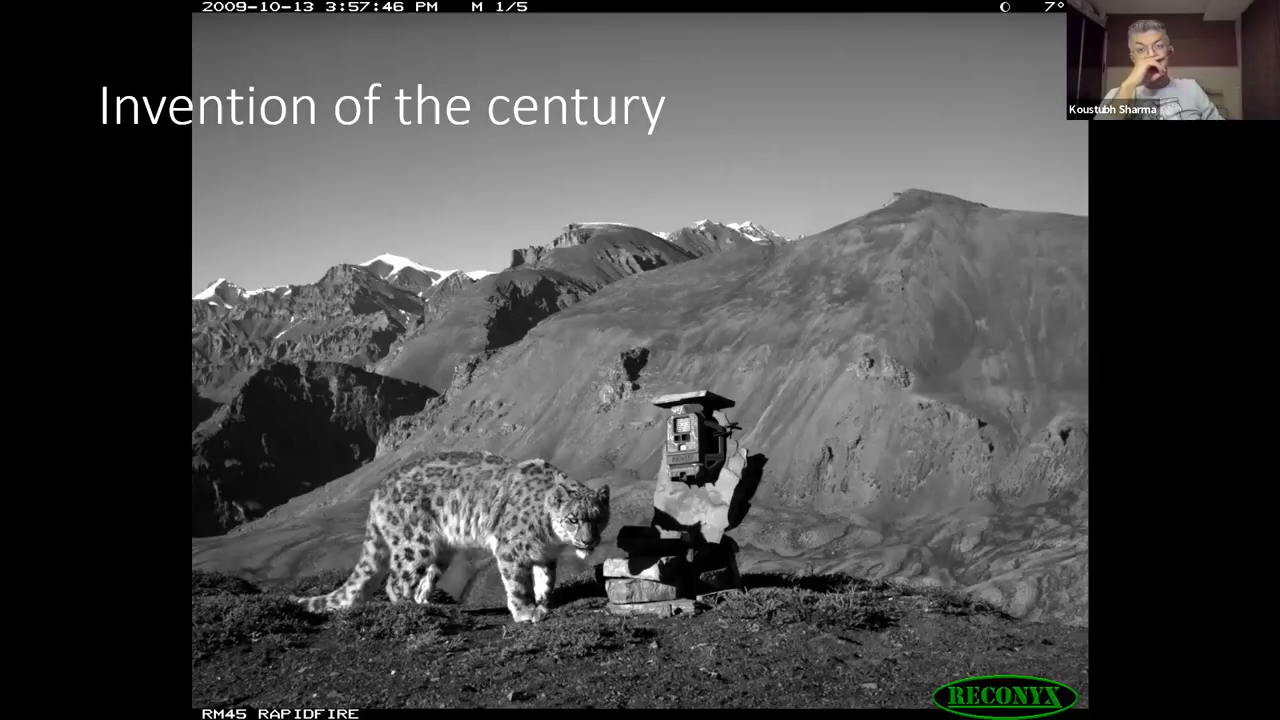 2009-10-13 3:57:46 PM M 1/5 7°
Invention of the century
Koustubh Sharma
RECONYX
RM45 RAPIDFIRE